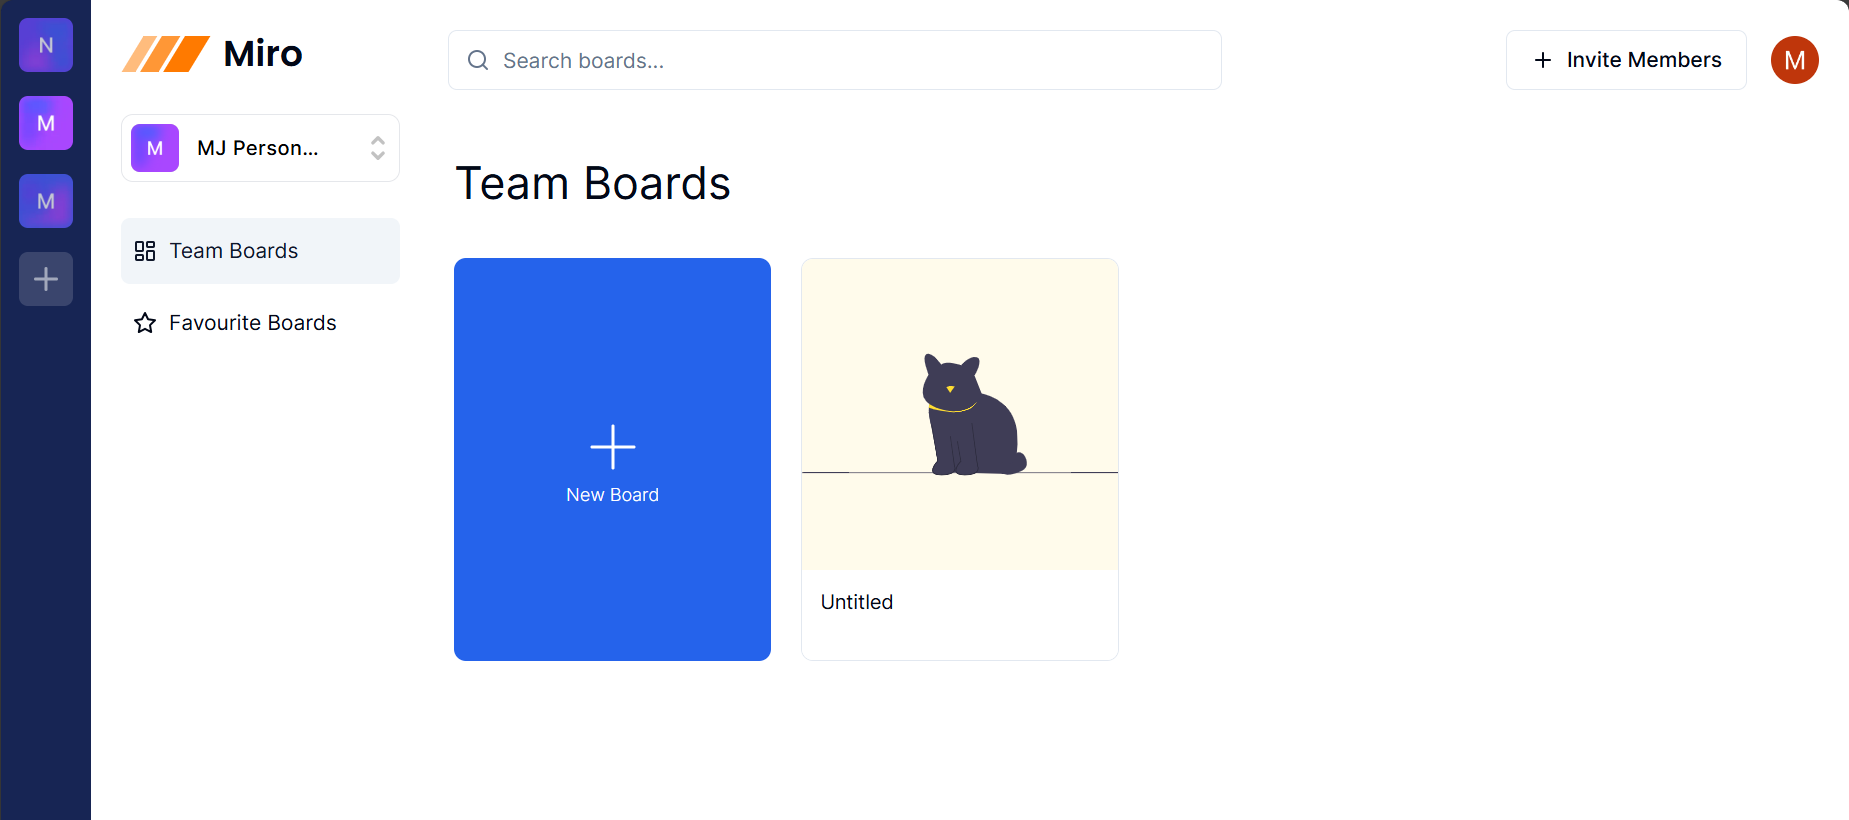 N
M
M
Miro
M
MJ Person...
Team Boards
Favourite Boards
Search boards...
Invite Members
M
Team Boards
New Board
Untitled